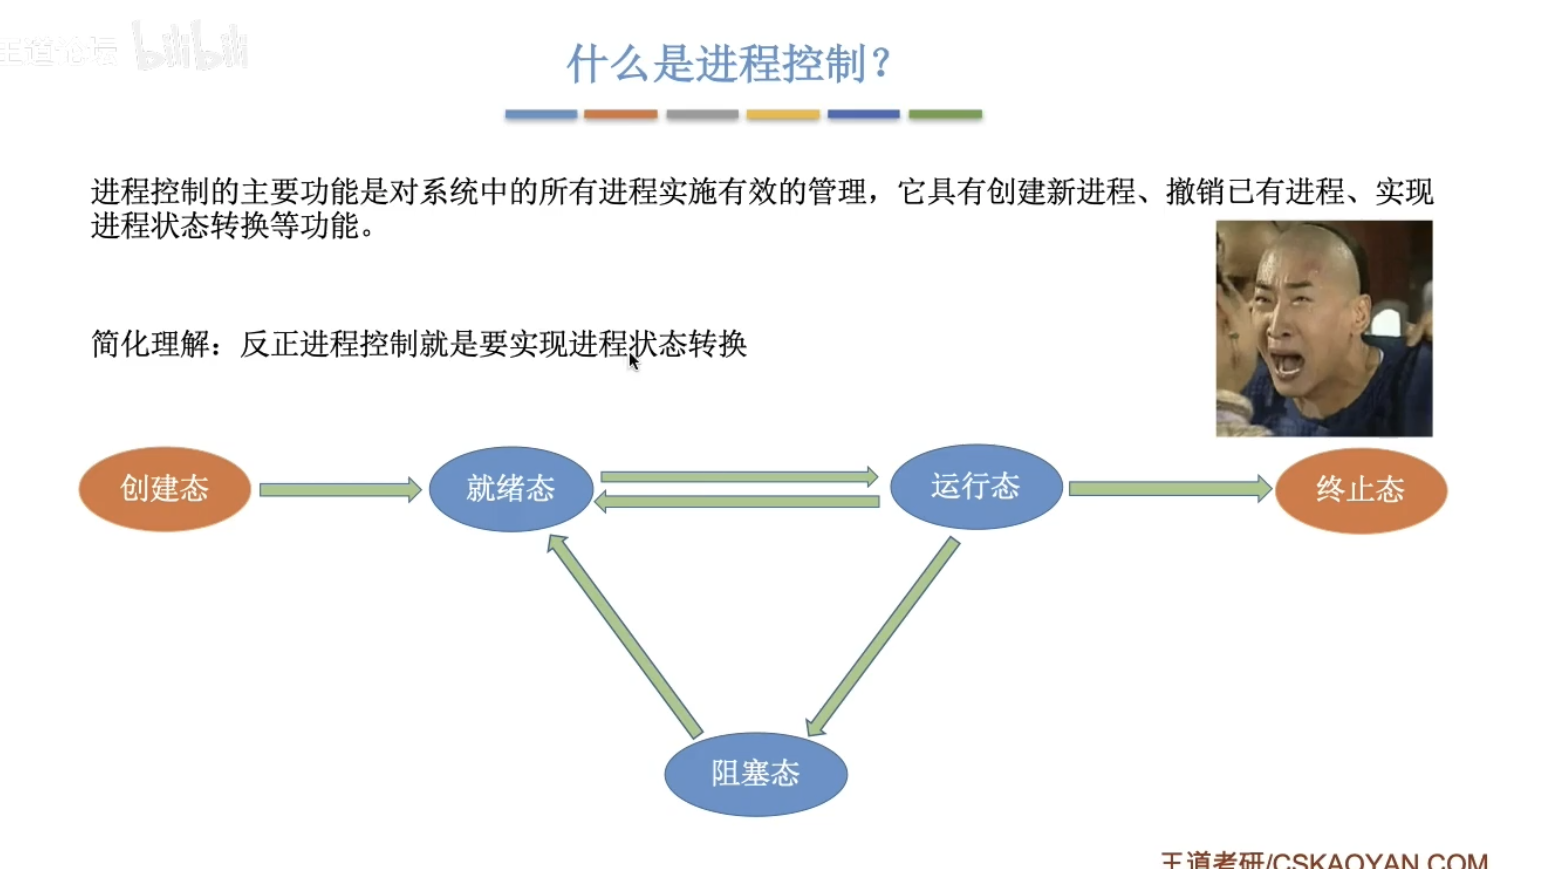 王道论坛 bilibili
什么是进程控制?
进程控制的主要功能是对系统中的所有进程实施有效的管理，它具有创建新进程、撤销已有进程、实现
进程状态转换等功能。
简化理解：反正进程控制就是要实现进程状态转换
创建态
就绪态
运行态
终止态
阻塞态
王道考研/CSKAOYAN.COM